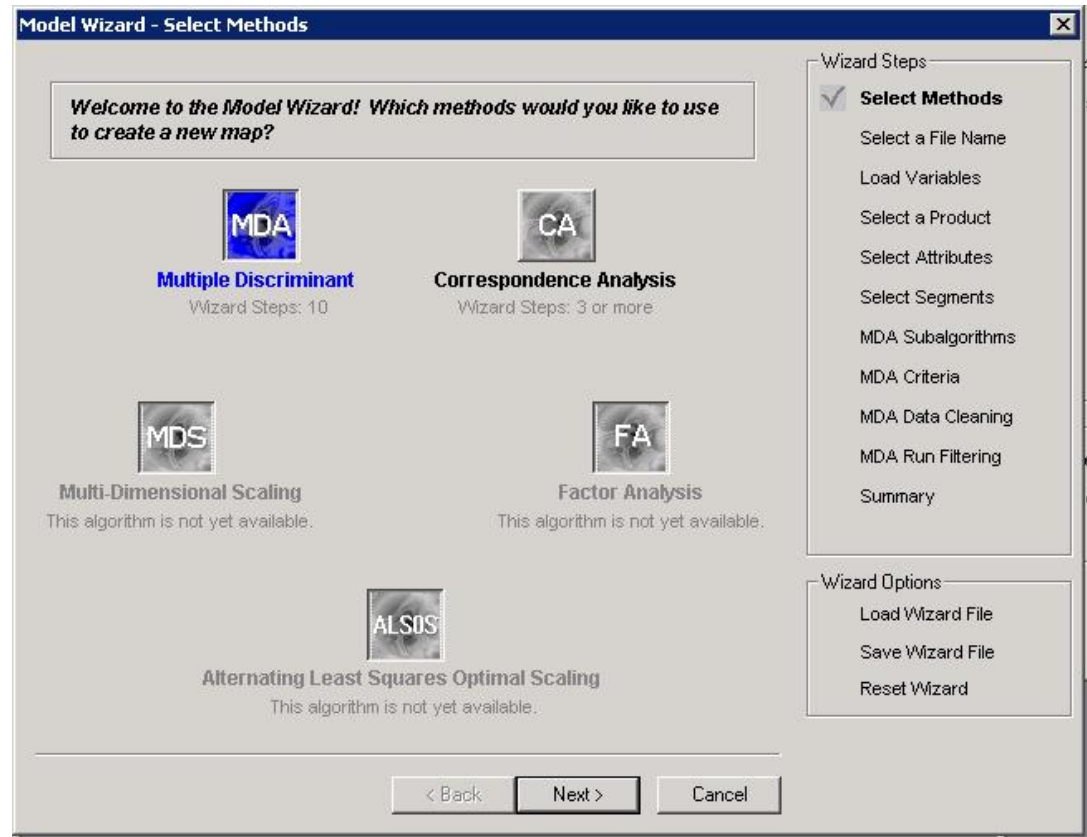 Model Wizard - Select Methods
Welcome to the Model Wizard! Which methods would you like to use
to create a new map?
MDA
Multiple Discriminant
Wizard Steps: 10
CA
Correspondence Analysis
Wizard Steps: 3 or more
MDS
Multi-Dimensional Scaling
This algorithm is not yet available.
FA
Factor Analysis
This algorithm is not yet available.
ALSOS
Alternating Least Squares Optimal Scaling
This algorithm is not yet available.
Wizard Steps
Select Methods
Select a File Name
Load Variables
Select a Product
Select Attributes
Select Segments
MDA Subalgorithms
MDA Criteria
MDA Data Cleaning
MDA Run Filtering
Summary
Wizard Options
Load Wizard File
Save Wizard File
Reset Wizard
< Back
Next >
Cancel